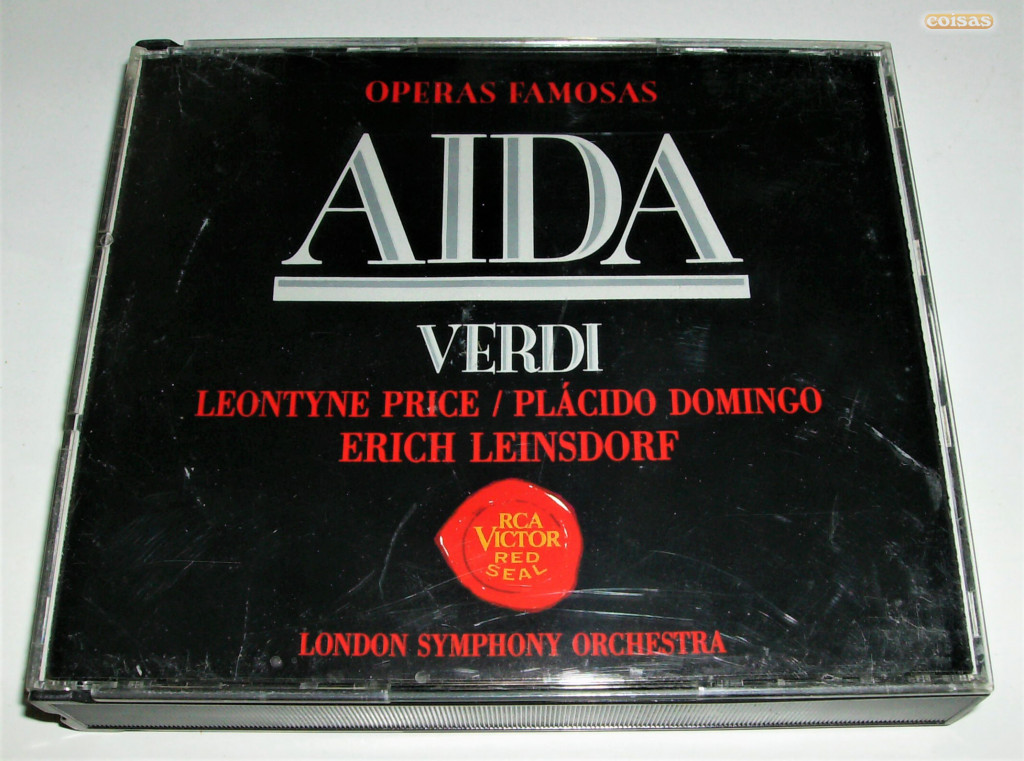 coisas
OPERAS FAMOSAS
AIDA
VERDI
LEONTYNE PRICE / PLÁCIDO DOMINGO
ERICH LEINSDORF
RCA
VICTOR
RED
SEAL
LONDON SYMPHONY ORCHESTRA